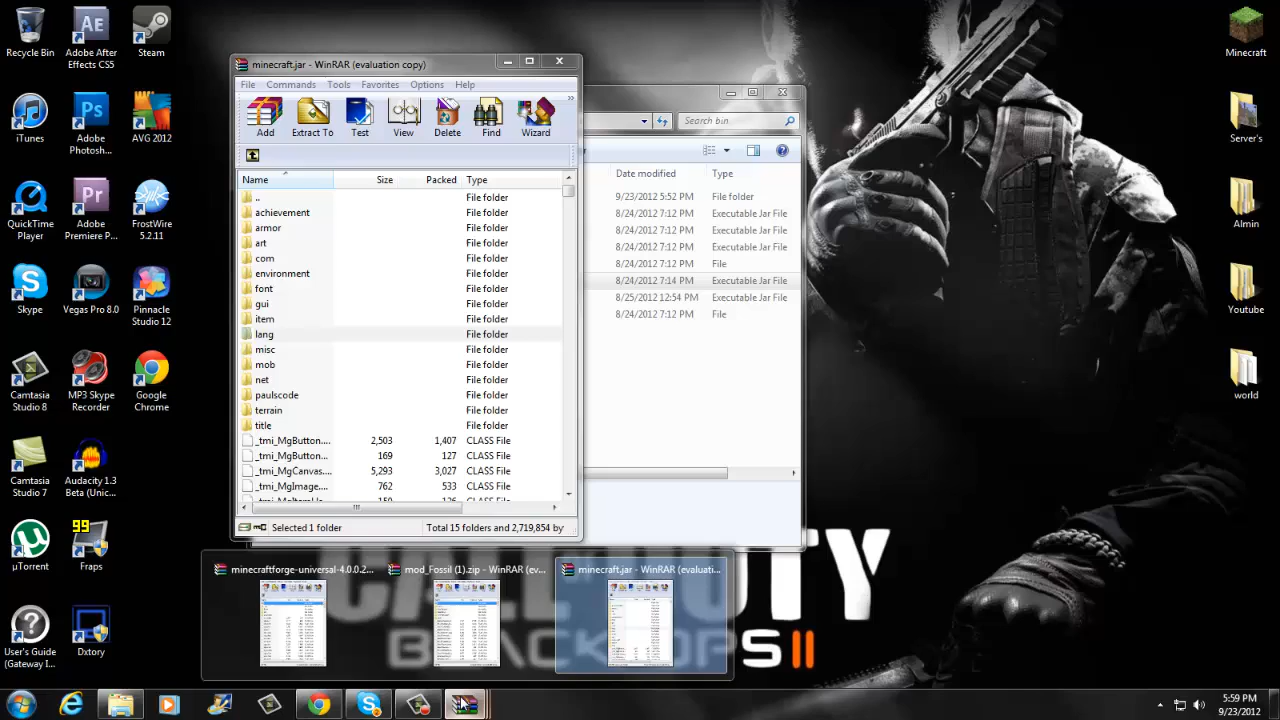 Recycle Bin
Adobe After Effects CS5
Steam
iTunes
Adobe Photosh...
AVG 2012
QuickTime Player
Adobe Premiere P...
FrostWire 5.2.11
Skype
Vegas Pro 8.0
Pinnacle Studio 12
Camtasia Studio 8
MP3 Skype Recorder
Google Chrome
Camtasia Studio 7
Audacity 1.3 Beta (Unic...
99
µTorrent
Fraps
User's Guide (Gateway I...
Dxtory
minecraft.jar - WinRAR (evaluation copy)
File Commands Tools Favorites Options Help
Add Extract To Test View Delete Find Wizard
Name Size Packed Type
.. File folder
achievement File folder
armor File folder
art File folder
com File folder
environment File folder
font File folder
gui File folder
item File folder
lang File folder
misc File folder
mob File folder
net File folder
paulscode File folder
terrain File folder
title File folder
_tmi_MgButton.... 2,503 1,407 CLASS File
_tmi_MgButton... 169 127 CLASS File
_tmi_MgCanvas.... 5,293 3,027 CLASS File
_tmi_MgImage.... 762 533 CLASS File
Selected 1 folder Total 15 folders and 2,719,854 by
Search bin
Date modified Type
9/23/2012 5:52 PM File folder
8/24/2012 7:12 PM Executable Jar File
8/24/2012 7:12 PM Executable Jar File
8/24/2012 7:12 PM Executable Jar File
8/24/2012 7:12 PM File
8/24/2012 7:14 PM Executable Jar File
8/25/2012 12:54 PM Executable Jar File
8/24/2012 7:12 PM File
minecraftforge-universal-4.0.0.2...
mod_Fossil (1).zip - WinRAR (ev...
minecraft.jar - WinRAR (evaluati...
Minecraft
Server's
Almin
Youtube
world
5:59 PM
9/23/2012